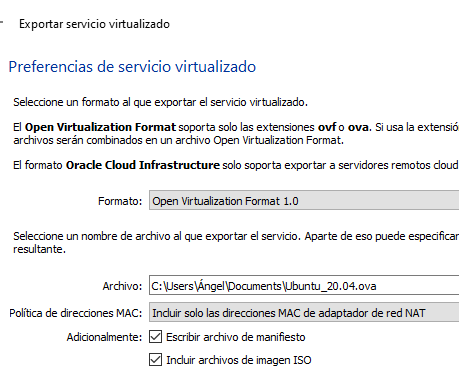 Exportar servicio virtualizado
Preferencias de servicio virtualizado
Seleccione un formato al que exportar el servicio virtualizado.
El Open Virtualization Format soporta solo las extensiones ovf o ova. Si usa la extensió
archivos serán combinados en un archivo Open Virtualization Format.
El formato Oracle Cloud Infrastructure solo soporta exportar a servidores remotos cloud
Formato: Open Virtualization Format 1.0
Seleccione un nombre de archivo al que exportar el servicio. Aparte de eso puede especificar
resultante.
Archivo: C:\Users\Ángel\Documents\Ubuntu_20.04.ova
Política de direcciones MAC: Incluir solo las direcciones MAC de adaptador de red NAT
Adicionalmente: Escribir archivo de manifiesto
Incluir archivos de imagen ISO